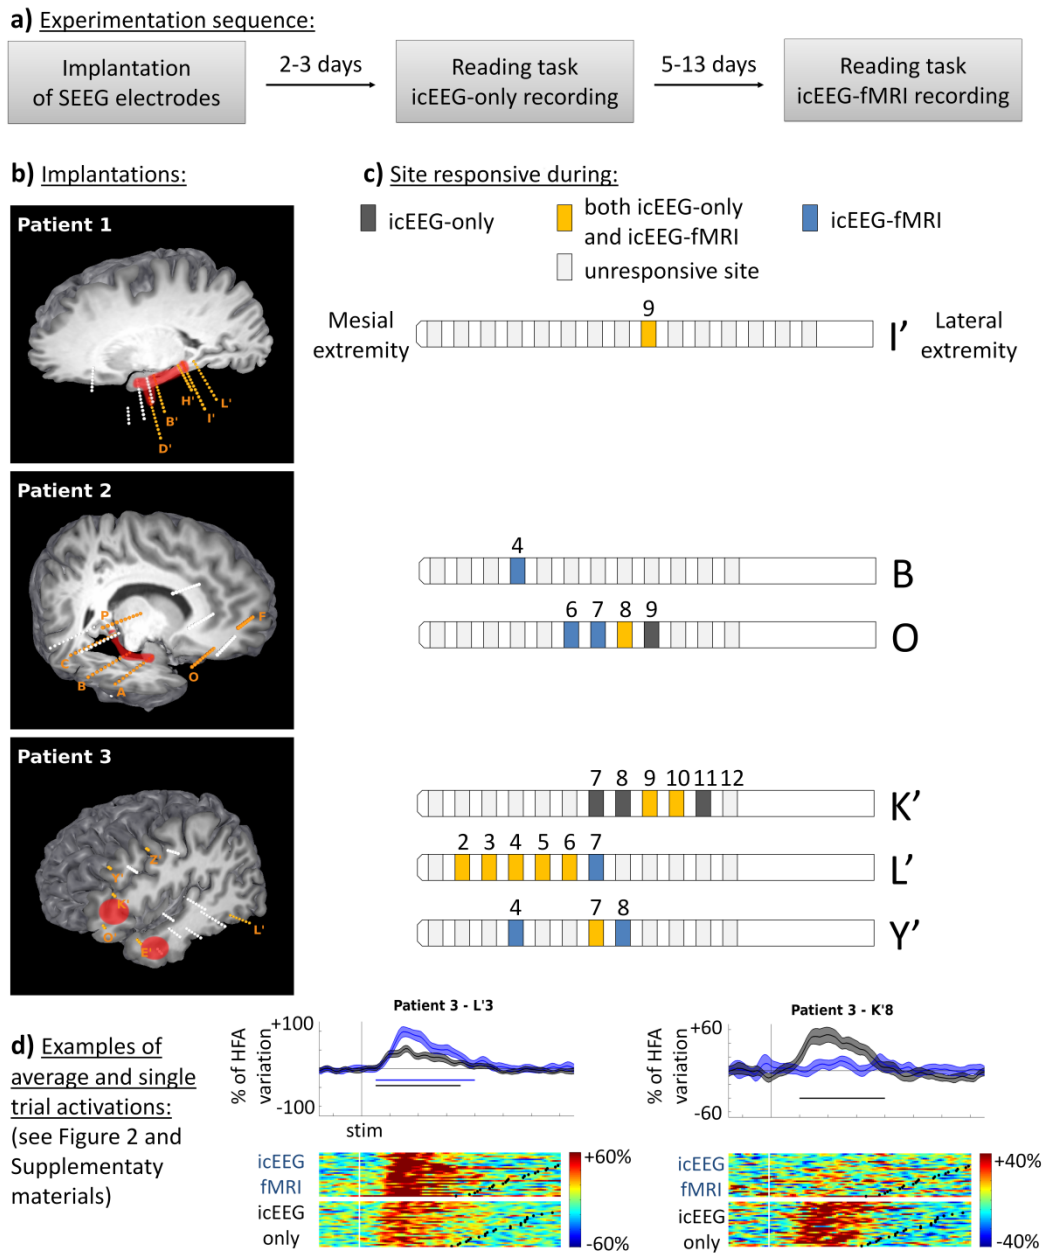 a) Experimentation sequence:
Implantation
of SEEG electrodes
2-3 days
Reading task
icEEG-only recording
5-13 days
Reading task
icEEG-fMRI recording
b) Implantations:
c) Site responsive during:
icEEG-only
both icEEG-only
and icEEG-fMRI
icEEG-fMRI
unresponsive site
Patient 1
H'
L'
B'
I'
D'
Mesial
extremity
9
I'
Lateral
extremity
Patient 2
P
F
C
B
A
O
4
B
6 7 8 9
O
Patient 3
Z'
Y'
K'
O'
L'
7 8 9 10 11 12
K'
2 3 4 5 6 7
L'
4 7 8
Y'
d) Examples of
average and single
trial activations:
(see Figure 2 and
Supplementaty
materials)
Patient 3 - L'3
% of HFA
variation
+100
-100
stim
icEEG
fMRI
icEEG
only
+60%
-60%
Patient 3 - K'8
% of HFA
variation
+60
-60
icEEG
fMRI
icEEG
only
+40%
-40%